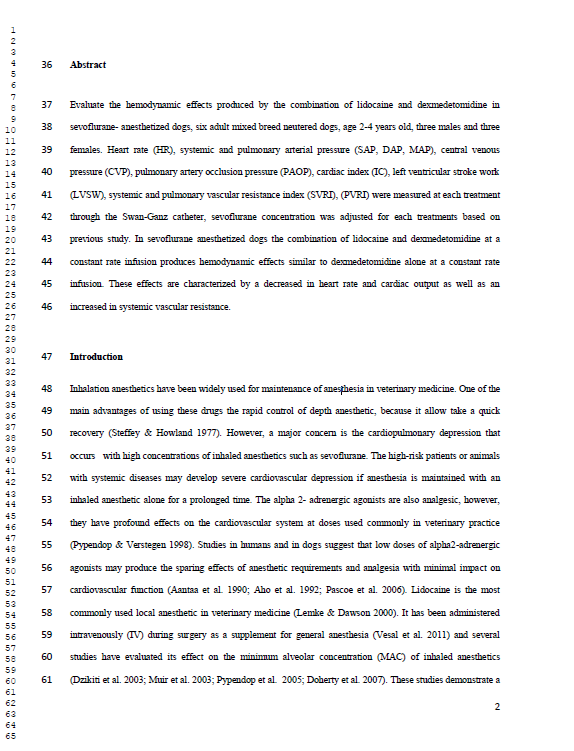 1
2
3
4
5
6
7
8
9
10
11
12
13
14
15
16
17
18
19
20
21
22
23
24
25
26
27
28
29
30
31
32
33
34
35
36
37
38
39
40
41
42
43
44
45
46
47
48
49
50
51
52
53
54
55
56
57
58
59
60
61
62
63
64
65
36 Abstract
37 Evaluate the hemodynamic effects produced by the combination of lidocaine and dexmedetomidine in
38 sevoflurane- anesthetized dogs, six adult mixed breed neutered dogs, age 2-4 years old, three males and three
39 females. Heart rate (HR), systemic and pulmonary arterial pressure (SAP, DAP, MAP), central venous
40 pressure (CVP), pulmonary artery occlusion pressure (PAOP), cardiac index (IC), left ventricular stroke work
41 (LVSW), systemic and pulmonary vascular resistance index (SVRI), (PVRI) were measured at each treatment
42 through the Swan-Ganz catheter, sevoflurane concentration was adjusted for each treatments based on
43 previous study. In sevoflurane anesthetized dogs the combination of lidocaine and dexmedetomidine at a
44 constant rate infusion produces hemodynamic effects similar to dexmedetomidine alone at a constant rate
45 infusion. These effects are characterized by a decreased in heart rate and cardiac output as well as an
46 increased in systemic vascular resistance.
47 Introduction
48 Inhalation anesthetics have been widely used for maintenance of anesthesia in veterinary medicine. One of the
49 main advantages of using these drugs the rapid control of depth anesthetic, because it allow take a quick
50 recovery (Steffey & Howland 1977). However, a major concern is the cardiopulmonary depression that
51 occurs with high concentrations of inhaled anesthetics such as sevoflurane. The high-risk patients or animals
52 with systemic diseases may develop severe cardiovascular depression if anesthesia is maintained with an
53 inhaled anesthetic alone for a prolonged time. The alpha 2- adrenergic agonists are also analgesic, however,
54 they have profound effects on the cardiovascular system at doses used commonly in veterinary practice
55 (Pypendop & Verstegen 1998). Studies in humans and in dogs suggest that low doses of alpha2-adrenergic
56 agonists may produce the sparing effects of anesthetic requirements and analgesia with minimal impact on
57 cardiovascular function (Aantaa et al. 1990; Aho et al. 1992; Pascoe et al. 2006). Lidocaine is the most
58 commonly used local anesthetic in veterinary medicine (Lemke & Dawson 2000). It has been administered
59 intravenously (IV) during surgery as a supplement for general anesthesia (Vesal et al. 2011) and several
60 studies have evaluated its effect on the minimum alveolar concentration (MAC) of inhaled anesthetics
61 (Dzikiti et al. 2003; Muir et al. 2003; Pypendop et al. 2005; Doherty et al. 2007). These studies demonstrate a
2